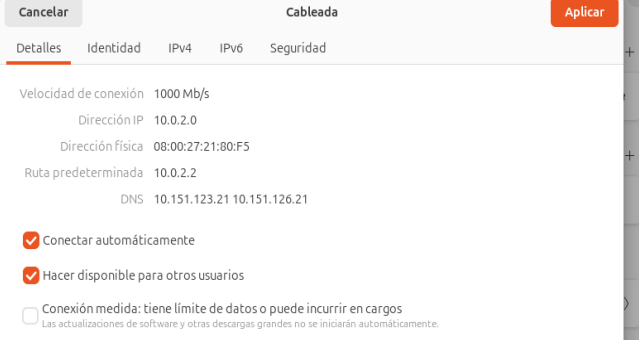 Cancelar Cableada Aplicar
Detalles Identidad IPv4 IPv6 Seguridad
Velocidad de conexión 1000 Mb/s
Dirección IP 10.0.2.0
Dirección física 08:00:27:21:80:F5
Ruta predeterminada 10.0.2.2
DNS 10.151.123.21 10.151.126.21
Conectar automáticamente
Hacer disponible para otros usuarios
Conexión medida: tiene límite de datos o puede incurrir en cargos
Las actualizaciones de software y otras descargas grandes no se iniciarán automáticamente.